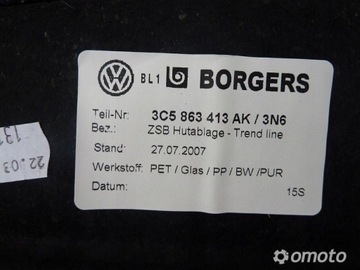 BL1 BORGERS
Teil-Nr: 3C5 863 413 AK / 3N6
Bez.: ZSB Hutablage - Trend line
Stand: 27.07.2007
Werkstoff: PET / Glas / PP / BW /PUR
Datum: 15S
22.03
omoto